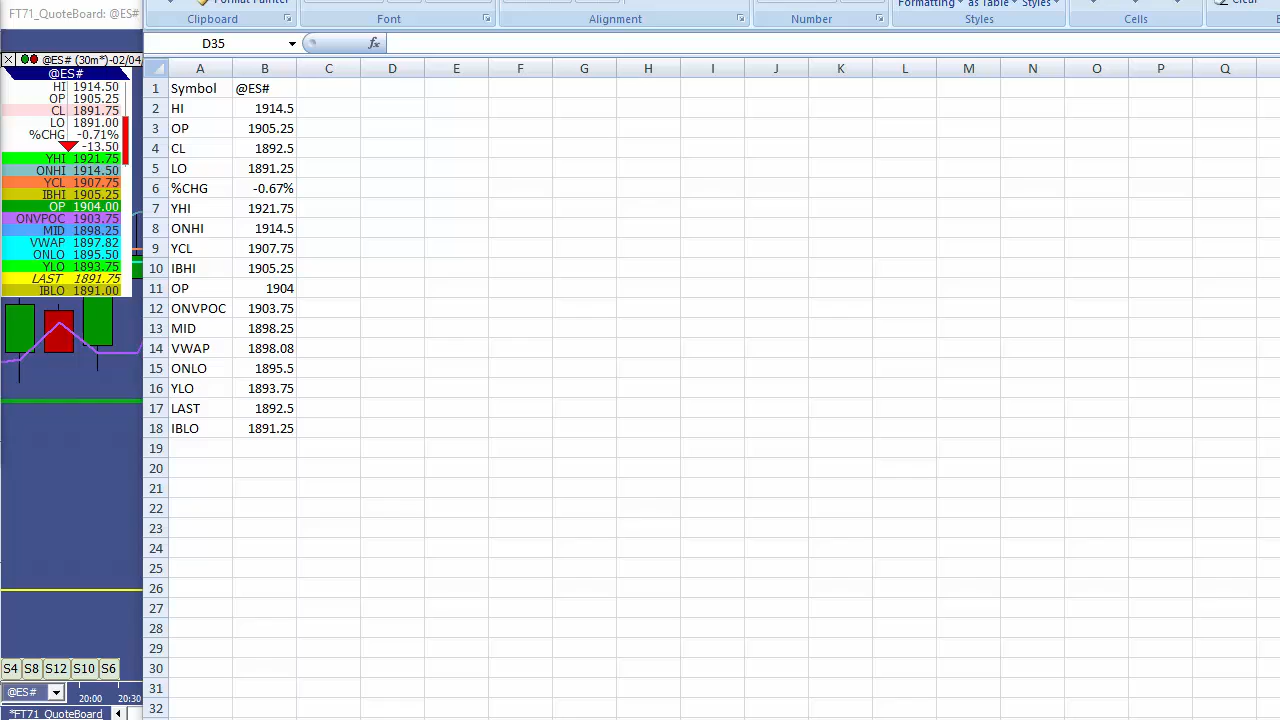 FT71_QuoteBoard: @ES#
Format Painter
Clipboard
Font
Alignment
Number
Formatting
as Table
Styles
Styles
Cells
Clear
D35
fx
@ES# (30m*)-02/04
@ES#
HI 1914.50
OP 1905.25
CL 1891.75
LO 1891.00
%CHG -0.71%
-13.50
YHI 1921.75
ONHI 1914.50
YCL 1907.75
IBHI 1905.25
OP 1904.00
ONVPOC 1903.75
MID 1898.25
VWAP 1897.82
ONLO 1895.50
YLO 1893.75
LAST 1891.75
IBLO 1891.00
S4 S8 S12 S10 S6
@ES#
20:00 20:30
*FT71_QuoteBoard
A B C D E F G H I J K L M N O P Q
1 Symbol @ES#
2 HI 1914.5
3 OP 1905.25
4 CL 1892.5
5 LO 1891.25
6 %CHG -0.67%
7 YHI 1921.75
8 ONHI 1914.5
9 YCL 1907.75
10 IBHI 1905.25
11 OP 1904
12 ONVPOC 1903.75
13 MID 1898.25
14 VWAP 1898.08
15 ONLO 1895.5
16 YLO 1893.75
17 LAST 1892.5
18 IBLO 1891.25
19
20
21
22
23
24
25
26
27
28
29
30
31
32